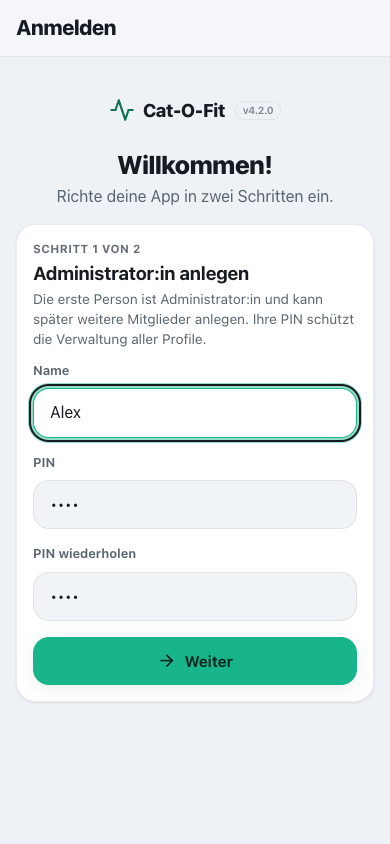 Anmelden
Cat-O-Fit v4.2.0
Willkommen!
Richte deine App in zwei Schritten ein.
SCHRITT 1 VON 2
Administrator:in anlegen
Die erste Person ist Administrator:in und kann
später weitere Mitglieder anlegen. Ihre PIN schützt
die Verwaltung aller Profile.
Name
Alex
PIN
••••
PIN wiederholen
••••
→ Weiter